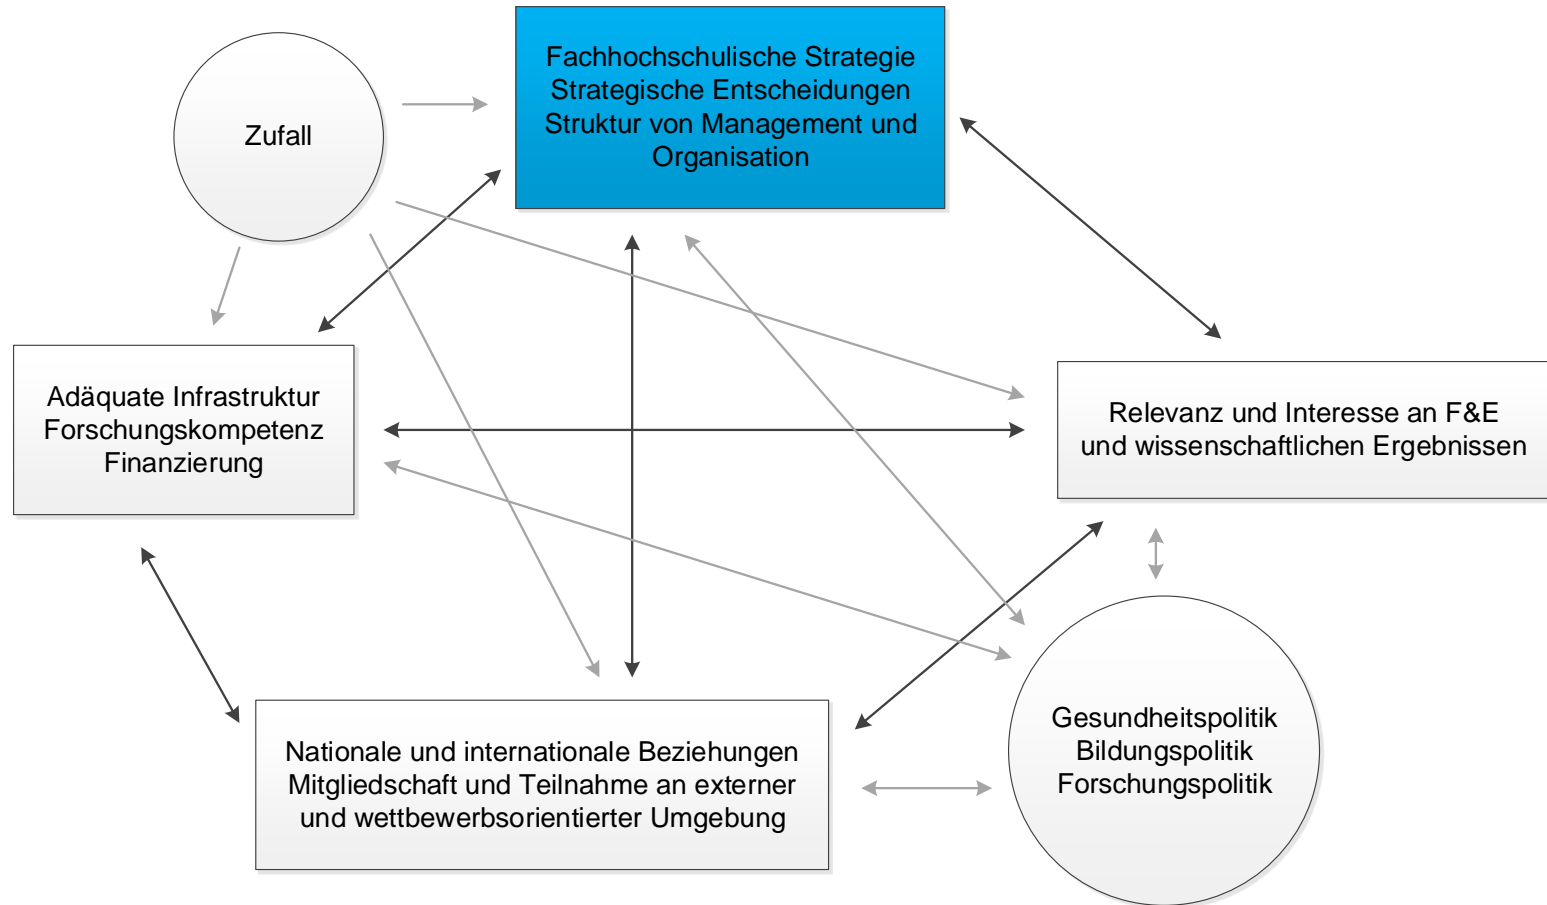 Fachhochschulische Strategie
Strategische Entscheidungen
Struktur von Management und
Organisation
Zufall
Adäquate Infrastruktur
Forschungskompetenz
Finanzierung
Relevanz und Interesse an F&E
und wissenschaftlichen Ergebnissen
Nationale und internationale Beziehungen
Mitgliedschaft und Teilnahme an externer
und wettbewerbsorientierter Umgebung
Gesundheitspolitik
Bildungspolitik
Forschungspolitik